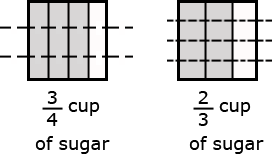 3/4 cup
of sugar
2/3 cup
of sugar